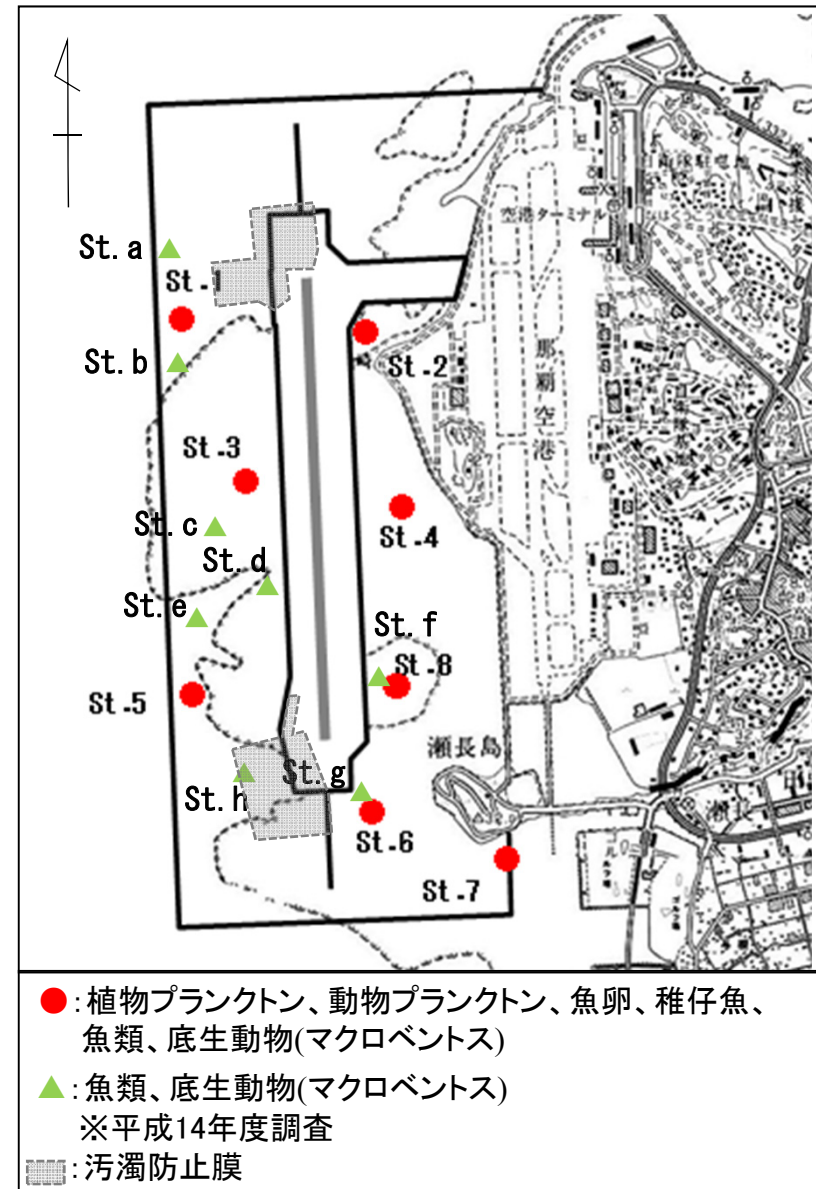 空港ターミナル
St. a
St. 1
St. b
St. 2
那覇空港
St. 3
St. c
St. 4
St. d
St. e
St. f
St. 8
St. 5
瀬長島
St. g
St. h
St. 6
St. 7
:植物プランクトン、動物プランクトン、魚卵、稚仔魚、
魚類、底生動物(マクロベントス)
:魚類、底生動物(マクロベントス)
※平成14年度調査
:汚濁防止膜